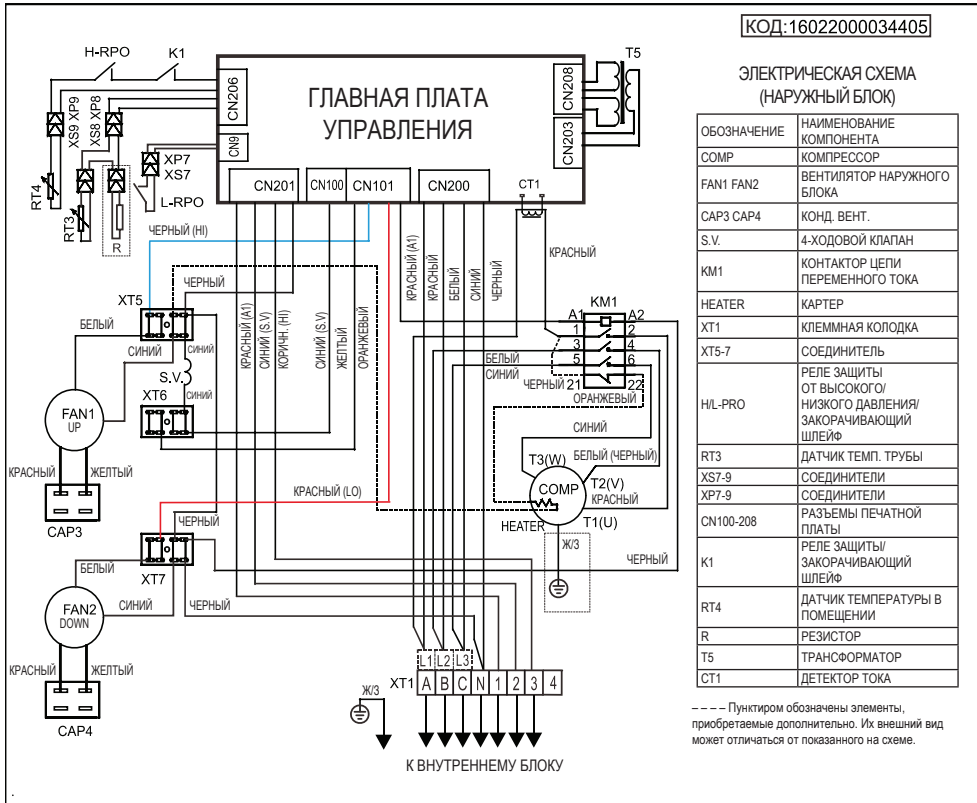 КОД:16022000034405
ЭЛЕКТРИЧЕСКАЯ СХЕМА
(НАРУЖНЫЙ БЛОК)
H-RPO
K1
T5
ГЛАВНАЯ ПЛАТА
УПРАВЛЕНИЯ
CN206
CN9
CN208
CN203
CN201
CN100
CN101
CN200
CT1
XS9 XP9
XS8 XP8
XP7
XS7
L-RPO
RT4
RT3
R
ЧЕРНЫЙ (HI)
ЧЕРНЫЙ
КРАСНЫЙ (A1)
КРАСНЫЙ
БЕЛЫЙ
СИНИЙ
ЧЕРНЫЙ
КРАСНЫЙ
XT5
БЕЛЫЙ
СИНИЙ
СИНИЙ
S.V.
СИНИЙ
XT6
КРАСНЫЙ (A1)
СИНИЙ (S.V)
КОРИЧН. (HI)
СИНИЙ (S.V)
ЖЕЛТЫЙ
ОРАНЖЕВЫЙ
KM1
A1 A2
1 2
3 4
5 6
21 22
БЕЛЫЙ
СИНИЙ
ЧЕРНЫЙ
ОРАНЖЕВЫЙ
FAN1
UP
КРАСНЫЙ
ЖЕЛТЫЙ
CAP3
СИНИЙ
T3(W)
БЕЛЫЙ (ЧЕРНЫЙ)
COMP
T2(V)
КРАСНЫЙ
HEATER
T1(U)
Ж/З
ЧЕРНЫЙ
КРАСНЫЙ (LO)
ЧЕРНЫЙ
БЕЛЫЙ
XT7
FAN2
DOWN
СИНИЙ
ЧЕРНЫЙ
КРАСНЫЙ
ЖЕЛТЫЙ
CAP4
L1 L2 L3
XT1 A B C N 1 2 3 4
Ж/З
К ВНУТРЕННЕМУ БЛОКУ
ОБОЗНАЧЕНИЕ
НАИМЕНОВАНИЕ
КОМПОНЕНТА
COMP
КОМПРЕССОР
FAN1 FAN2
ВЕНТИЛЯТОР НАРУЖНОГО
БЛОКА
CAP3 CAP4
КОНД. ВЕНТ.
S.V.
4-ХОДОВОЙ КЛАПАН
KM1
КОНТАКТОР ЦЕПИ
ПЕРЕМЕННОГО ТОКА
HEATER
КАРТЕР
XT1
КЛЕММНАЯ КОЛОДКА
XT5-7
СОЕДИНИТЕЛЬ
H/L-PRO
РЕЛЕ ЗАЩИТЫ
ОТ ВЫСОКОГО/
НИЗКОГО ДАВЛЕНИЯ/
ЗАКОРАЧИВАЮЩИЙ
ШЛЕЙФ
RT3
ДАТЧИК ТЕМП. ТРУБЫ
XS7-9
СОЕДИНИТЕЛИ
XP7-9
СОЕДИНИТЕЛИ
CN100-208
РАЗЪЕМЫ ПЕЧАТНОЙ
ПЛАТЫ
K1
РЕЛЕ ЗАЩИТЫ/
ЗАКОРАЧИВАЮЩИЙ
ШЛЕЙФ
RT4
ДАТЧИК ТЕМПЕРАТУРЫ В
ПОМЕЩЕНИИ
R
РЕЗИСТОР
T5
ТРАНСФОРМАТОР
CT1
ДЕТЕКТОР ТОКА
– – – – Пунктиром обозначены элементы,
приобретаемые дополнительно. Их внешний вид
может отличаться от показанного на схеме.